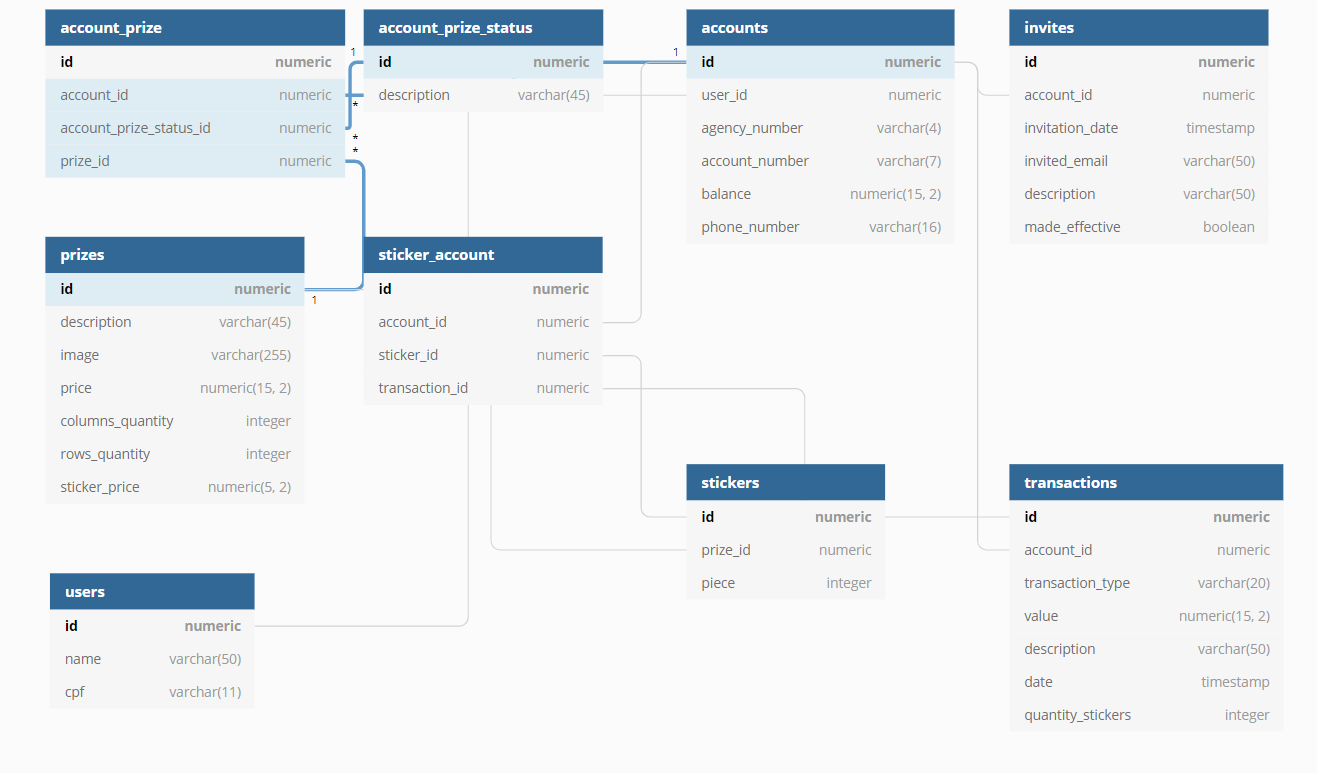 account_prize
id numeric
account_id numeric
account_prize_status_id numeric
prize_id numeric
1
*
*
*
account_prize_status
id numeric
description varchar(45)
1
accounts
id numeric
user_id numeric
agency_number varchar(4)
account_number varchar(7)
balance numeric(15, 2)
phone_number varchar(16)
invites
id numeric
account_id numeric
invitation_date timestamp
invited_email varchar(50)
description varchar(50)
made_effective boolean
prizes
id numeric
description varchar(45)
image varchar(255)
price numeric(15, 2)
columns_quantity integer
rows_quantity integer
sticker_price numeric(5, 2)
1
sticker_account
id numeric
account_id numeric
sticker_id numeric
transaction_id numeric
stickers
id numeric
prize_id numeric
piece integer
transactions
id numeric
account_id numeric
transaction_type varchar(20)
value numeric(15, 2)
description varchar(50)
date timestamp
quantity_stickers integer
users
id numeric
name varchar(50)
cpf varchar(11)